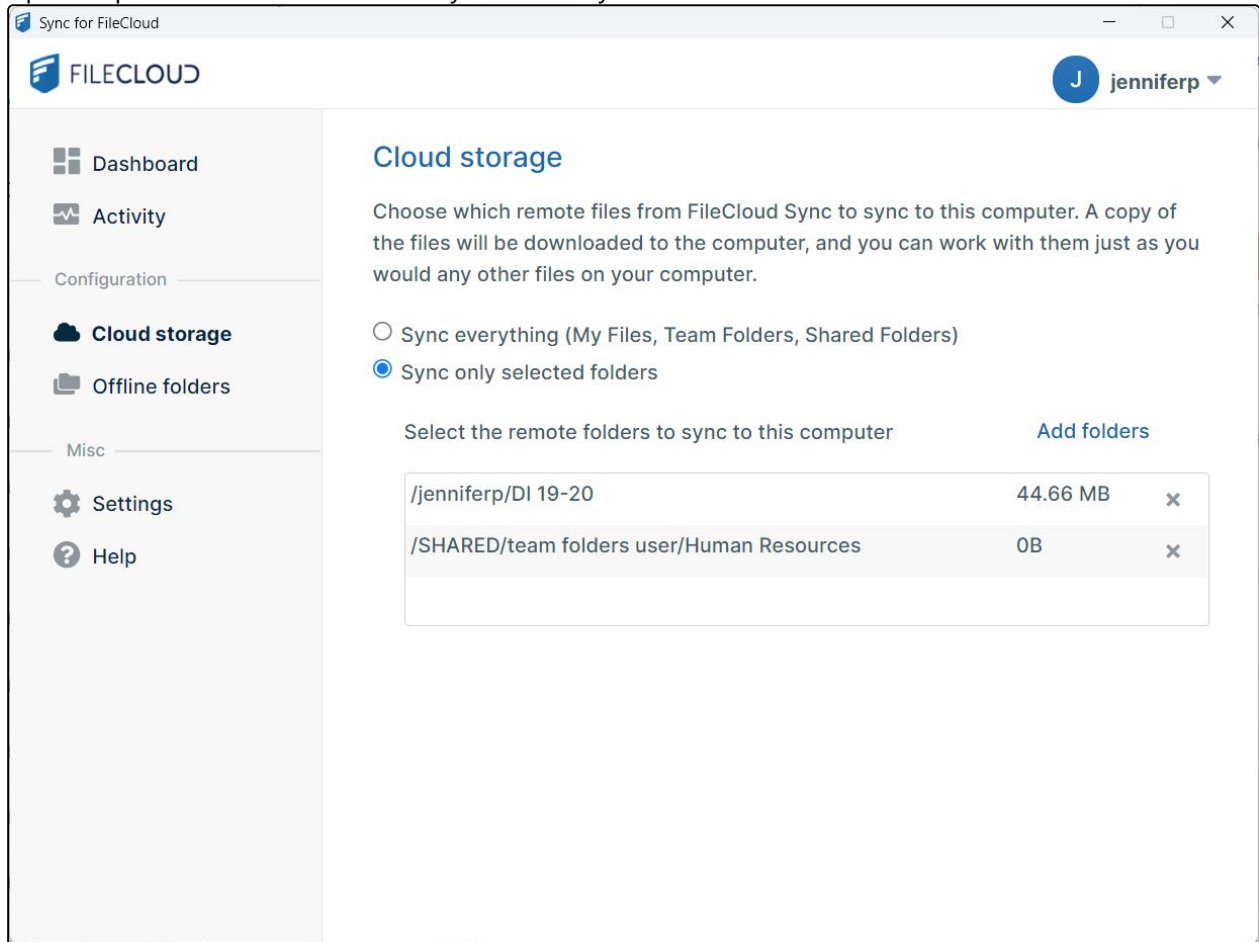 Sync for FileCloud
FILECLOUD
J jenniferp
Dashboard
Activity
Configuration
Cloud storage
Offline folders
Misc
Settings
Help
Cloud storage
Choose which remote files from FileCloud Sync to sync to this computer. A copy of
the files will be downloaded to the computer, and you can work with them just as you
would any other files on your computer.
Sync everything (My Files, Team Folders, Shared Folders)
Sync only selected folders
Select the remote folders to sync to this computer Add folders
/jenniferp/DI 19-20 44.66 MB
/SHARED/team folders user/Human Resources 0B